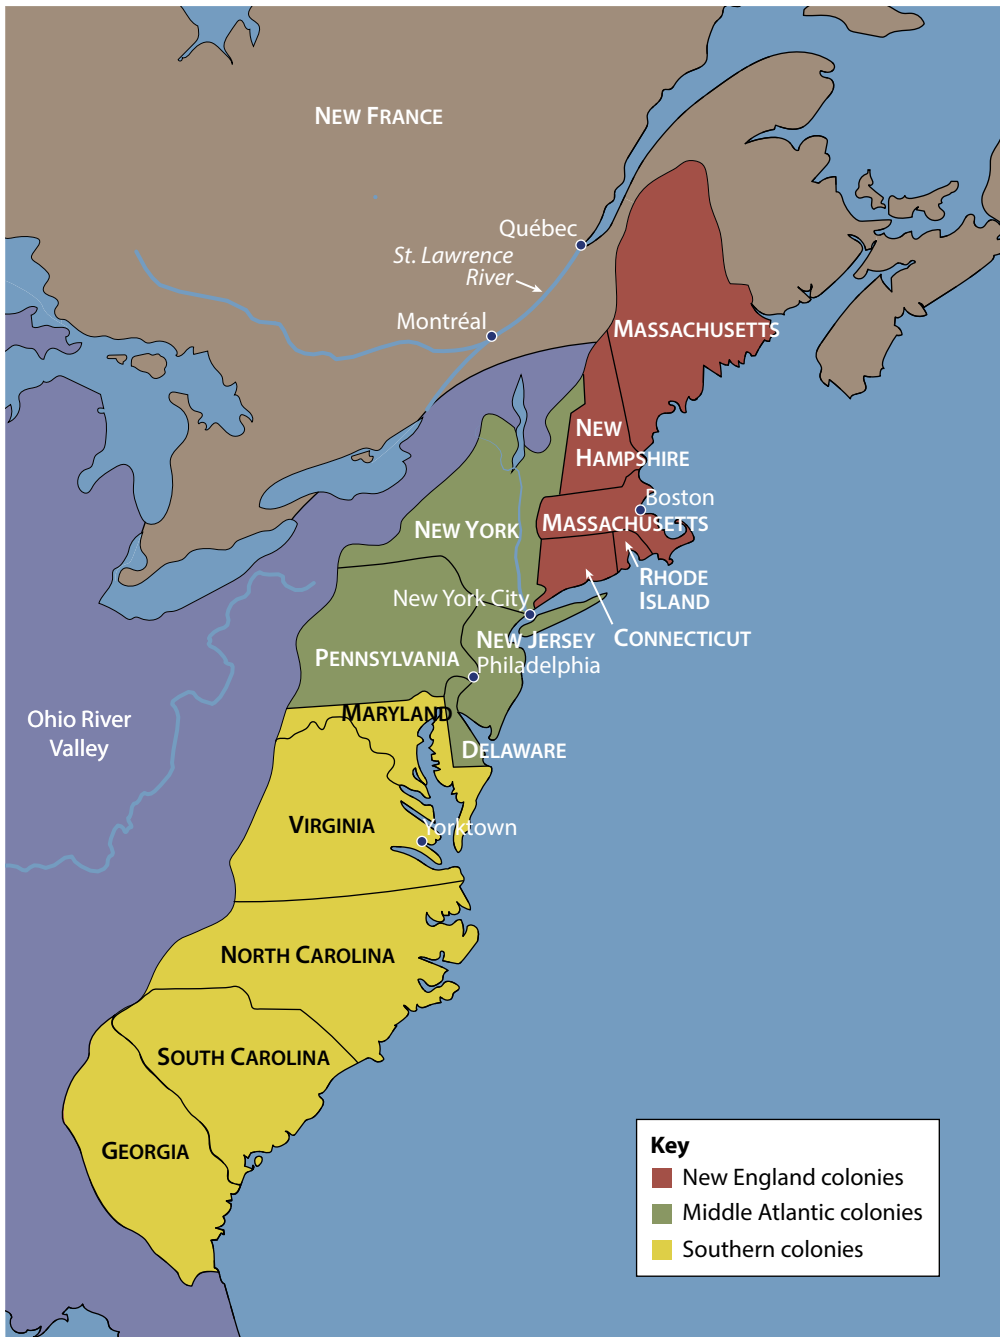 NEW FRANCE
Québec
St. Lawrence
River
Montréal
MASSACHUSETTS
NEW
HAMPSHIRE
Boston
MASSACHUSETTS
NEW YORK
RHODE
ISLAND
New York City
NEW JERSEY
CONNECTICUT
PENNSYLVANIA
Philadelphia
MARYLAND
Ohio River
Valley
DELAWARE
VIRGINIA
Yorktown
NORTH CAROLINA
SOUTH CAROLINA
GEORGIA
Key
New England colonies
Middle Atlantic colonies
Southern colonies